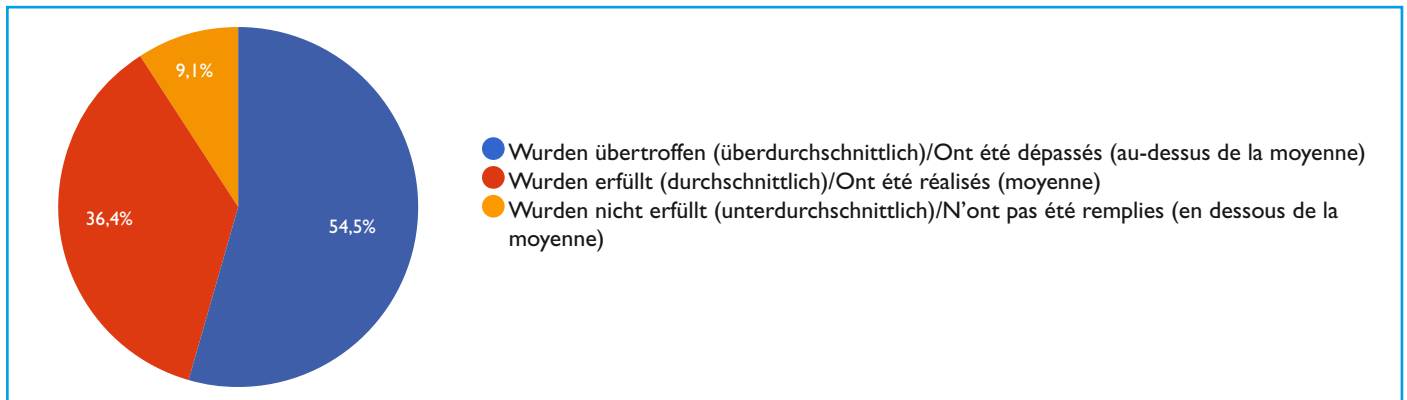 9,1%
36,4%
54,5%
Wurden übertroffen (überdurchschnittlich)/Ont été dépassés (au-dessus de la moyenne)
Wurden erfüllt (durchschnittlich)/Ont été réalisés (moyenne)
Wurden nicht erfüllt (unterdurchschnittlich)/N'ont pas été remplies (en dessous de la
moyenne)